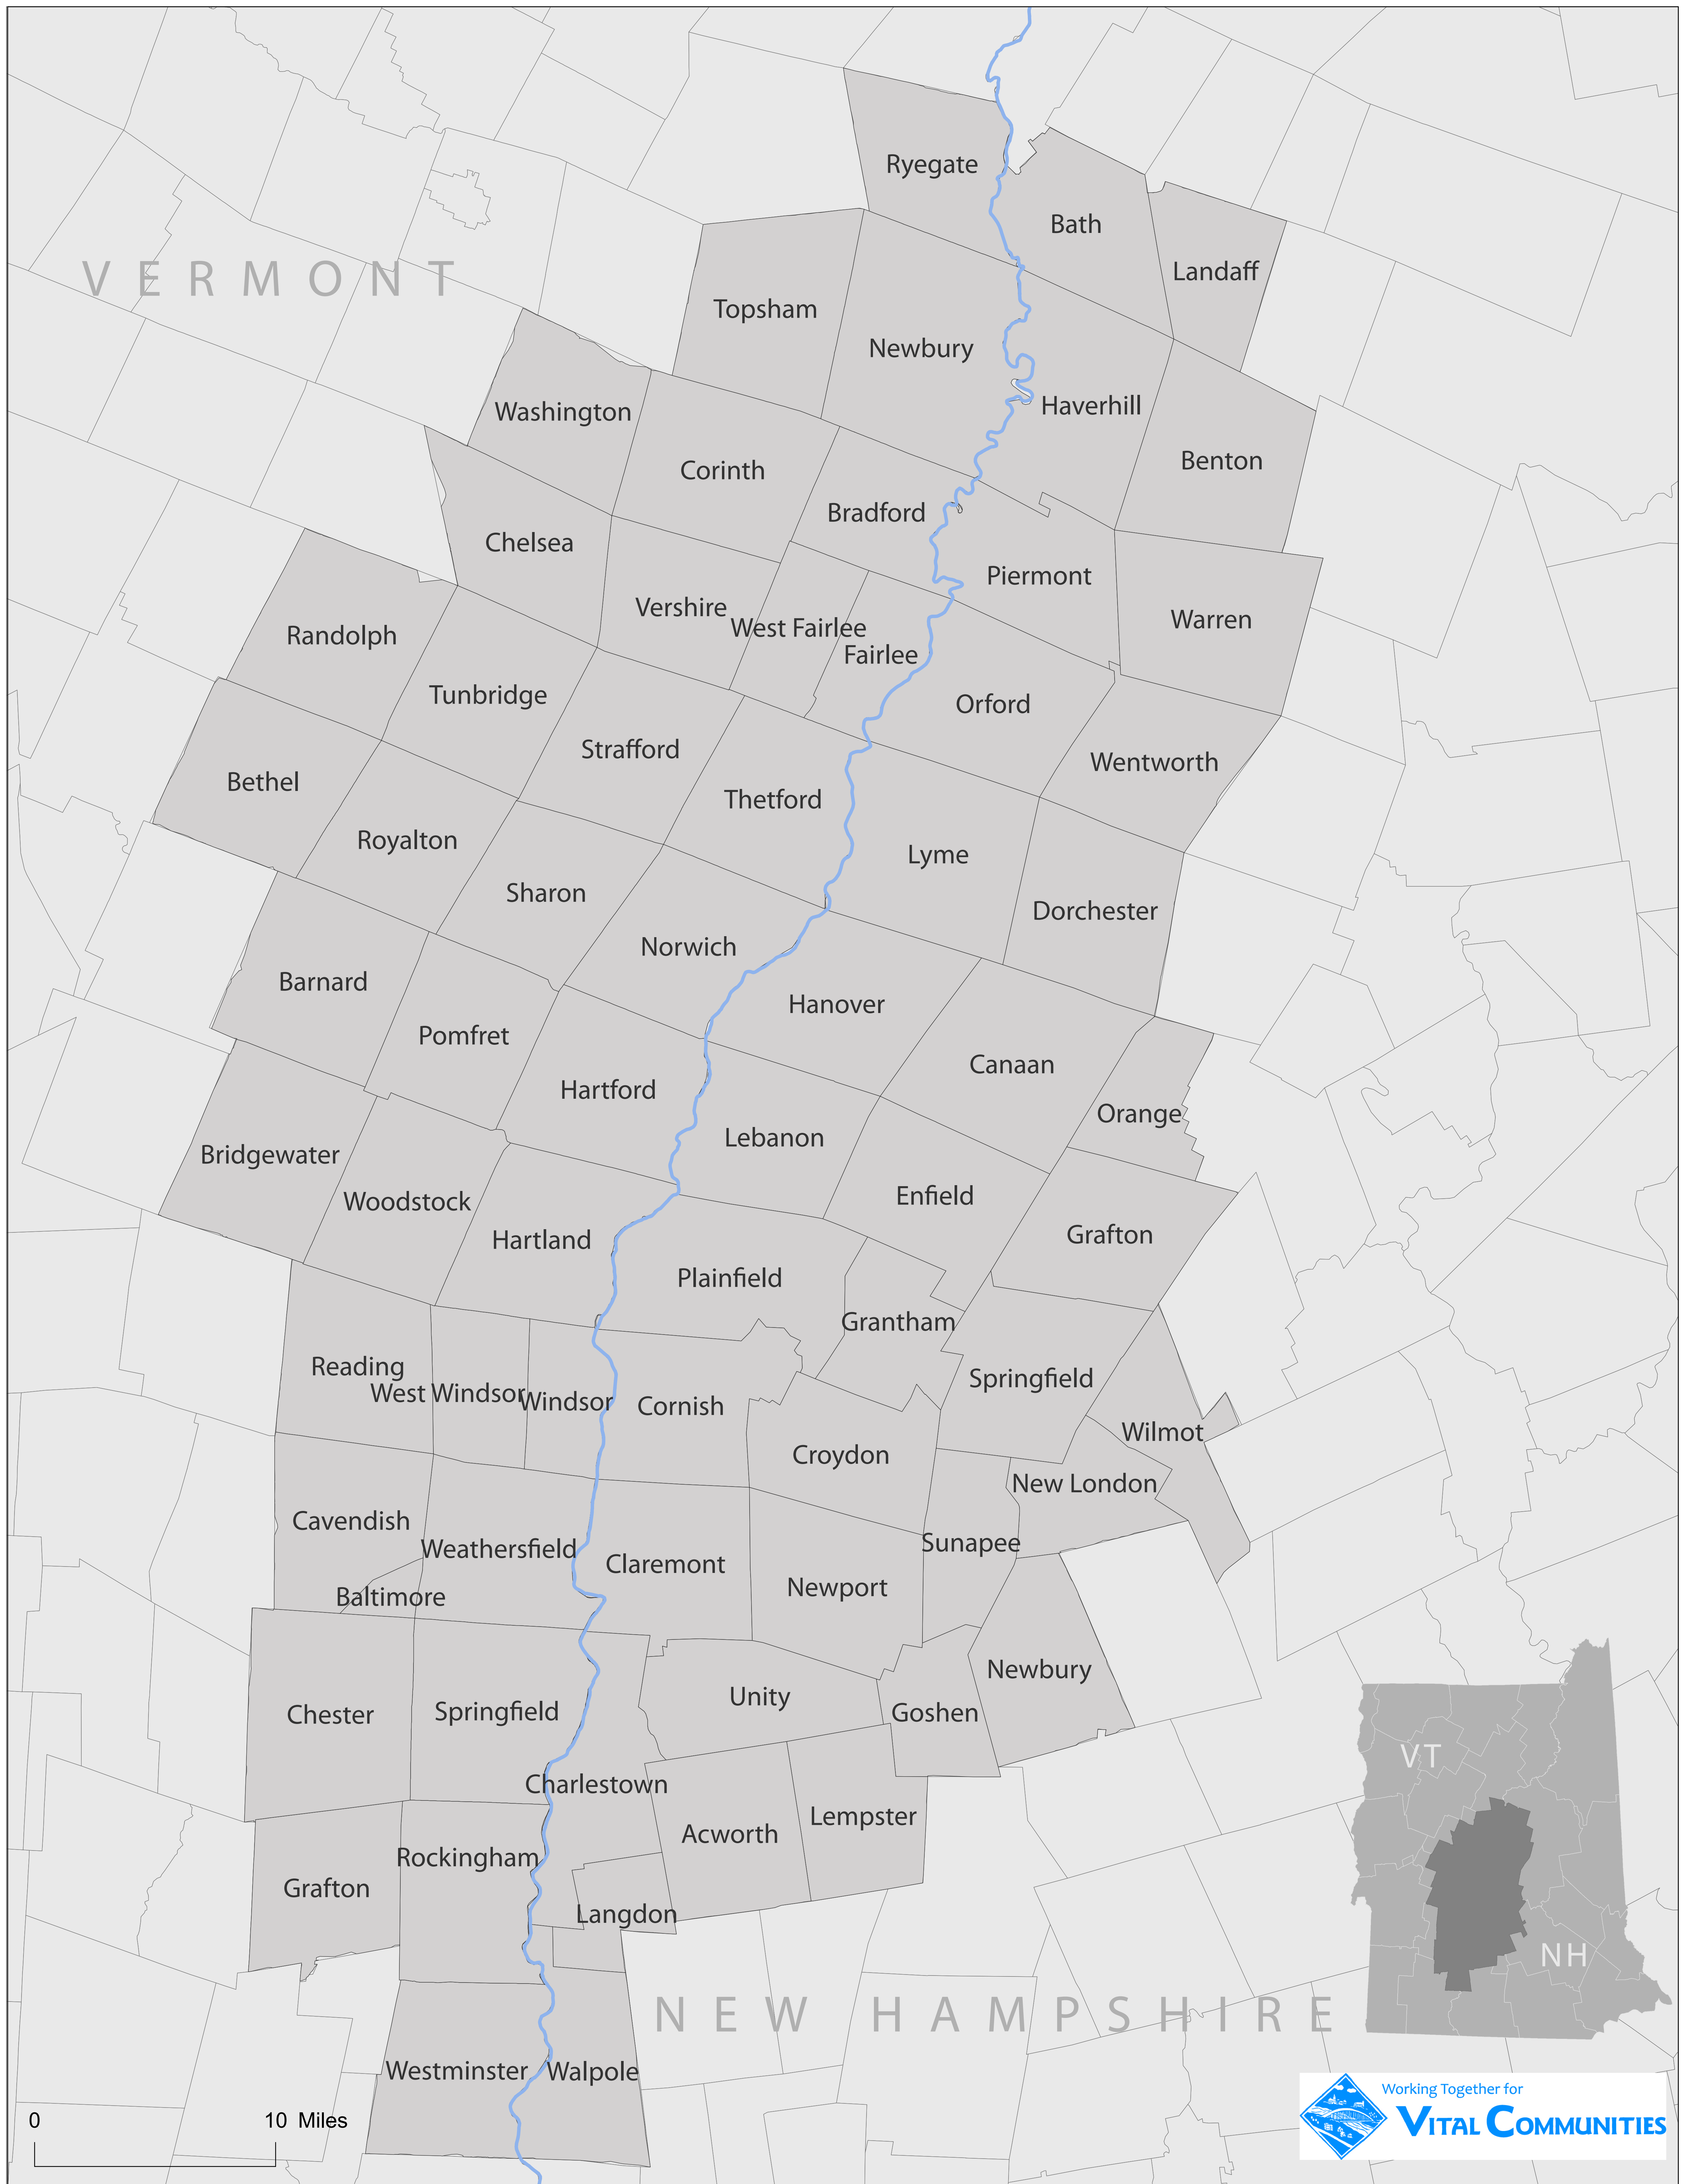 Ryegate
Bath
Landaff
VERMONT
Topsham
Newbury
Haverhill
Washington
Benton
Corinth
Bradford
Chelsea
Piermont
Vershire
Warren
West Fairlee
Randolph
Fairlee
Tunbridge
Orford
Strafford
Wentworth
Bethel
Thetford
Royalton
Lyme
Sharon
Dorchester
Norwich
Barnard
Hanover
Pomfret
Canaan
Hartford
Orange
Lebanon
Bridgewater
Enfield
Woodstock
Grafton
Hartland
Plainfield
Grantham
Reading
Springfield
West Windsor
Windsor
Cornish
Wilmot
Croydon
New London
Cavendish
Sunapee
Weathersfield
Claremont
Newport
Baltimore
Newbury
Unity
Springfield
Goshen
Chester
VT
Charlestown
Lempster
Acworth
Rockingham
Grafton
Langdon
NH
NEW HAMPSHIRE
Westminster
Walpole
Working Together for
VITAL COMMUNITIES
0 10 Miles